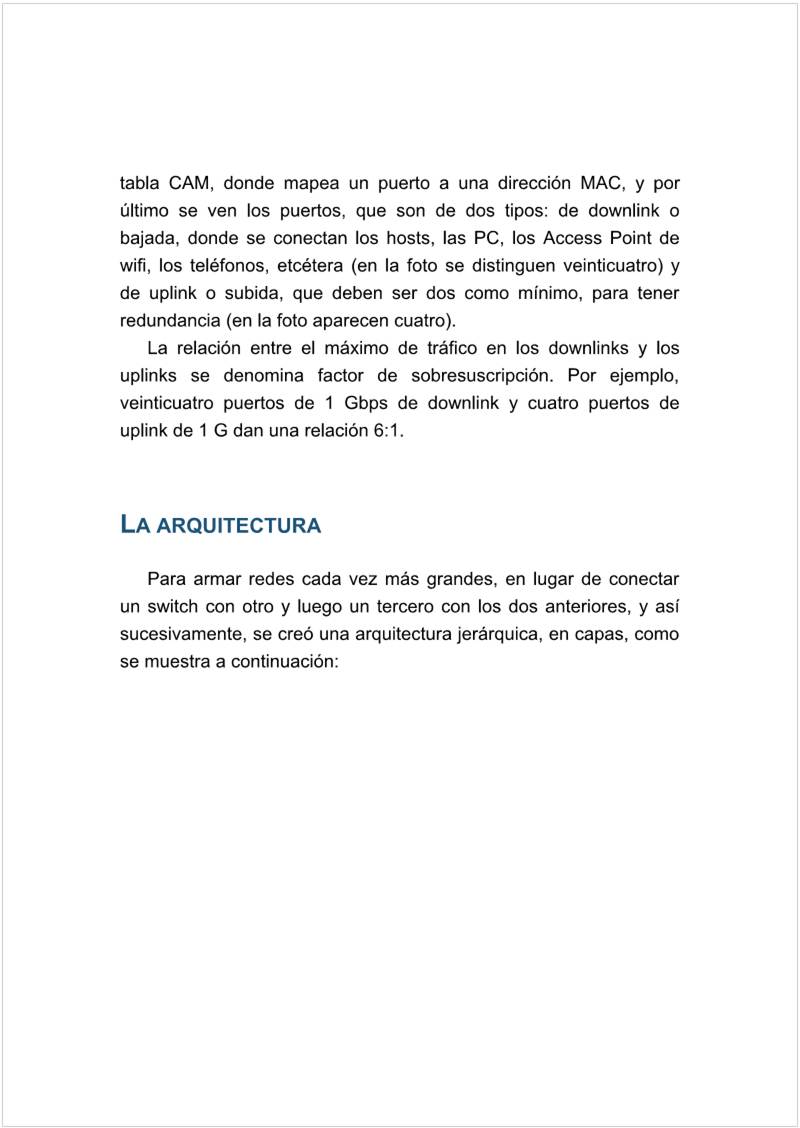 tabla CAM, donde mapea un puerto a una dirección MAC, y por
último se ven los puertos, que son de dos tipos: de downlink o
bajada, donde se conectan los hosts, las PC, los Access Point de
wifi, los teléfonos, etcétera (en la foto se distinguen veinticuatro) y
de uplink o subida, que deben ser dos como mínimo, para tener
redundancia (en la foto aparecen cuatro).
La relación entre el máximo de tráfico en los downlinks y los
uplinks se denomina factor de sobresuscripción. Por ejemplo,
veinticuatro puertos de 1 Gbps de downlink y cuatro puertos de
uplink de 1 G dan una relación 6:1.
LA ARQUITECTURA
Para armar redes cada vez más grandes, en lugar de conectar
un switch con otro y luego un tercero con los dos anteriores, y así
sucesivamente, se creó una arquitectura jerárquica, en capas, como
se muestra a continuación: